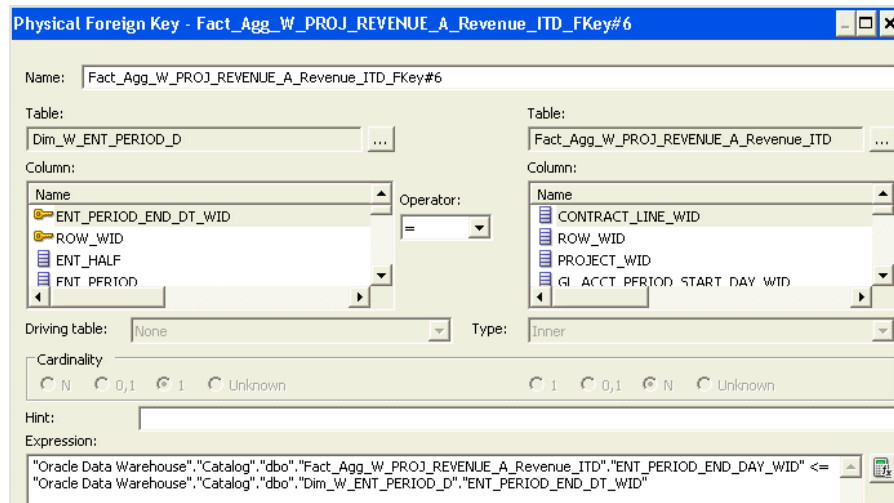 Physical Foreign Key - Fact_Agg_W_PROJ_REVENUE_A_Revenue_ITD_FKey#6
Name: Fact_Agg_W_PROJ_REVENUE_A_Revenue_ITD_FKey#6
Table: Table:
Dim_W_ENT_PERIOD_D ... Fact_Agg_W_PROJ_REVENUE_A_Revenue_ITD ...
Column: Column:
Name Operator: Name
ENT_PERIOD_END_DT_WID = CONTRACT_LINE_WID
ROW_WID ROW_WID
ENT_HALF PROJECT_WID
ENT_PERIOD GL_ACCT_PERIOD_START_DAY_WID
Driving table: None Type: Inner
Cardinality
N 0,1 1 Unknown 1 0,1 N Unknown
Hint:
Expression:
"Oracle Data Warehouse"."Catalog"."dbo"."Fact_Agg_W_PROJ_REVENUE_A_Revenue_ITD"."ENT_PERIOD_END_DAY_WID" <=
"Oracle Data Warehouse"."Catalog"."dbo"."Dim_W_ENT_PERIOD_D"."ENT_PERIOD_END_DT_WID"